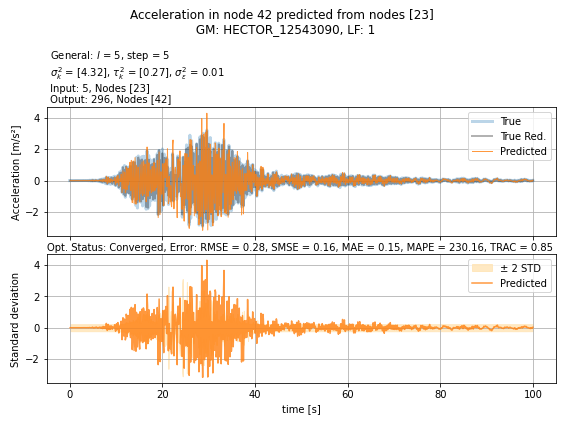 Acceleration in node 42 predicted from nodes [23]
GM: HECTOR_12543090, LF: 1
General: l = 5, step = 5
σ²ₖ = [4.32], τ²ₖ = [0.27], σ²ε = 0.01
Input: 5, Nodes [23]
Output: 296, Nodes [42]
Acceleration [m/s²]
4
2
0
−2
True
True Red.
Predicted
Opt. Status: Converged, Error: RMSE = 0.28, SMSE = 0.16, MAE = 0.15, MAPE = 230.16, TRAC = 0.85
Standard deviation
4
2
0
−2
± 2 STD
Predicted
0 20 40 60 80 100
time [s]